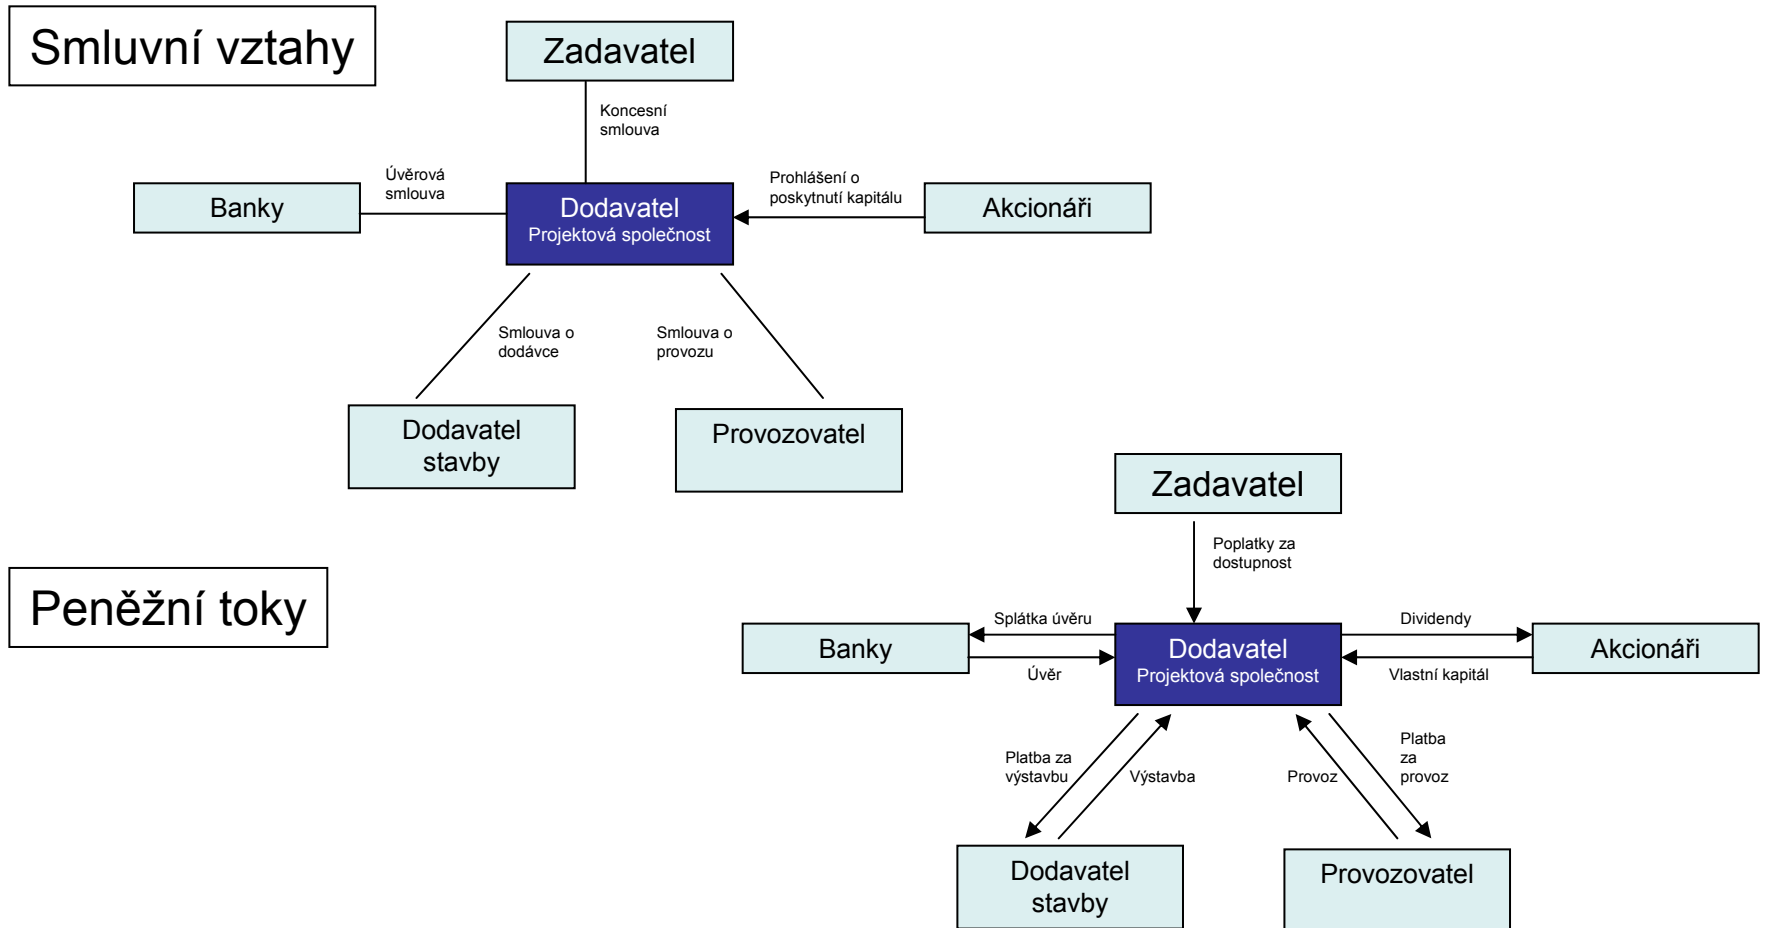 Smluvní vztahy
Zadavatel
Koncesní
smlouva
Banky
Úvěrová
smlouva
Dodavatel
Projektová společnost
Prohlášení o
poskytnutí kapitálu
Akcionáři
Smlouva o
dodávce
Smlouva o
provozu
Dodavatel
stavby
Provozovatel
Peněžní toky
Zadavatel
Poplatky za
dostupnost
Banky
Splátka úvěru
Úvěr
Dodavatel
Projektová společnost
Dividendy
Vlastní kapitál
Akcionáři
Platba za
výstavbu
Výstavba
Provoz
Platba
za
provoz
Dodavatel
stavby
Provozovatel